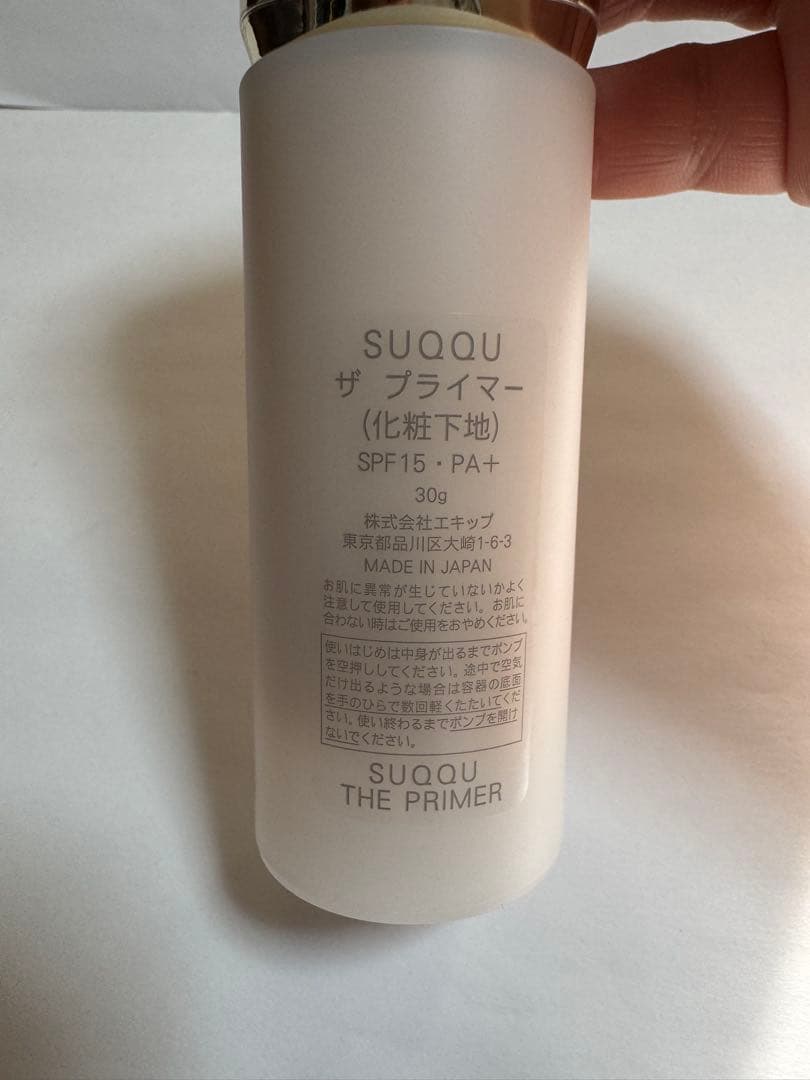 SUQQU
ザ プライマー
(化粧下地)
SPF15・PA+
30g
株式会社エキップ
東京都品川区大崎1-6-3
MADE IN JAPAN
お肌に異常が生じていないかよく
注意して使用してください。お肌に
合わない時はご使用をおやめください。
使いはじめは中身が出るまでポンプ
を空押ししてください。途中で空気
だけ出るような場合は容器の底面
を手のひらで数回軽くたたいてくだ
さい。使い終わるまでポンプを開け
ないでください。
SUQQU
THE PRIMER